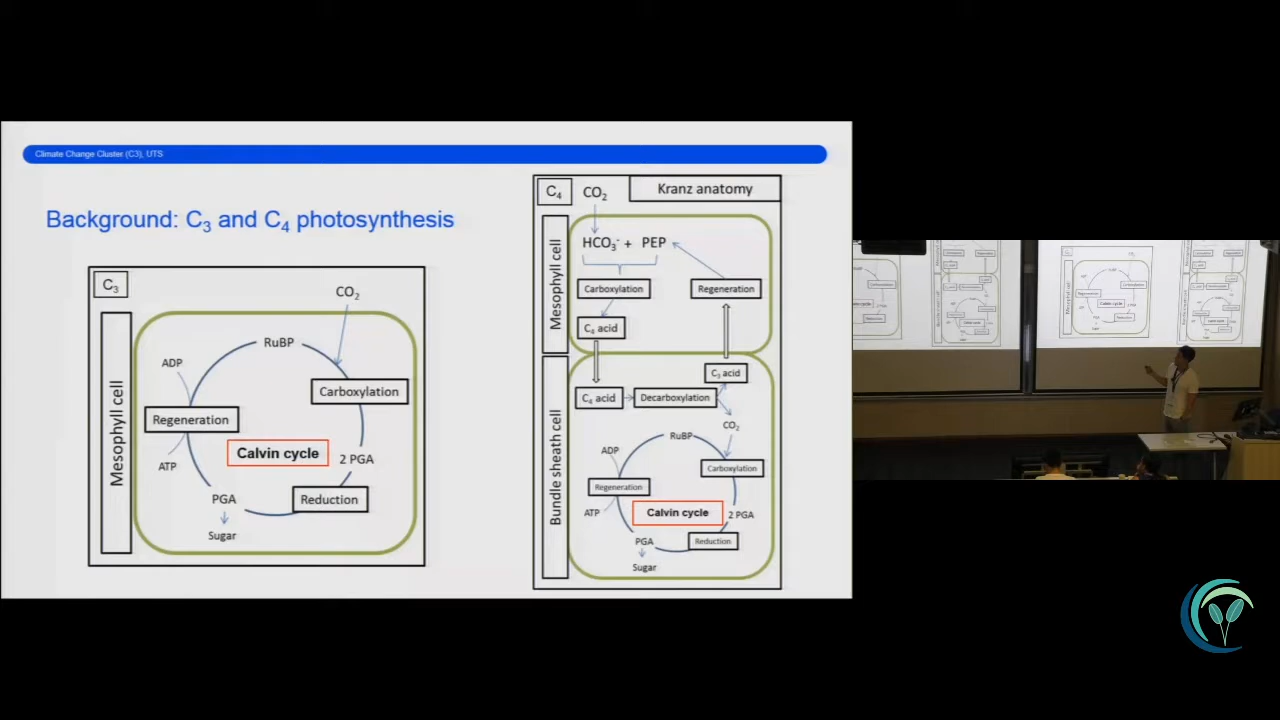 Climate Change Cluster (C3), UTS
Background: C₃ and C₄ photosynthesis
C₃
CO₂
Mesophyll cell
RuBP
ADP
Carboxylation
Regeneration
Calvin cycle
2 PGA
ATP
PGA
Reduction
Sugar
C₄
CO₂
Kranz anatomy
Mesophyll cell
HCO₃⁻ + PEP
Carboxylation
Regeneration
C₄ acid
Bundle sheath cell
C₃ acid
C₄ acid
Decarboxylation
CO₂
RuBP
ADP
Carboxylation
Regeneration
ATP
Calvin cycle
2 PGA
PGA
Reduction
Sugar